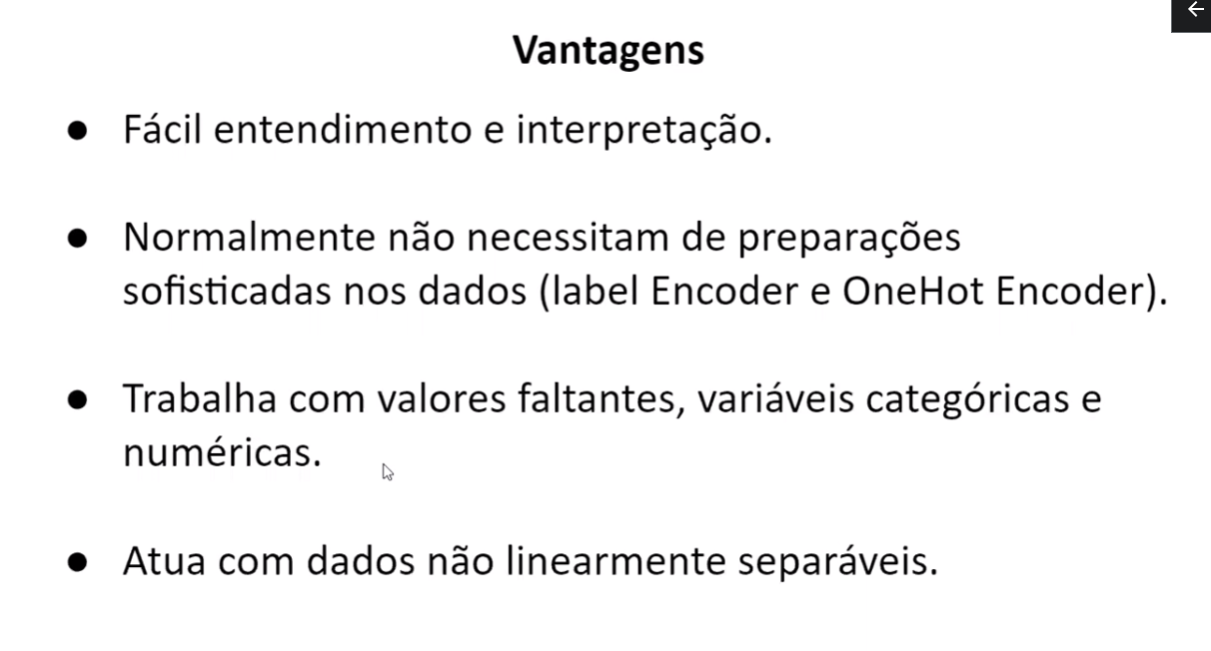 Vantagens
● Fácil entendimento e interpretação.
● Normalmente não necessitam de preparações
sofisticadas nos dados (label Encoder e OneHot Encoder).
● Trabalha com valores faltantes, variáveis categóricas e
numéricas.
● Atua com dados não linearmente separáveis.